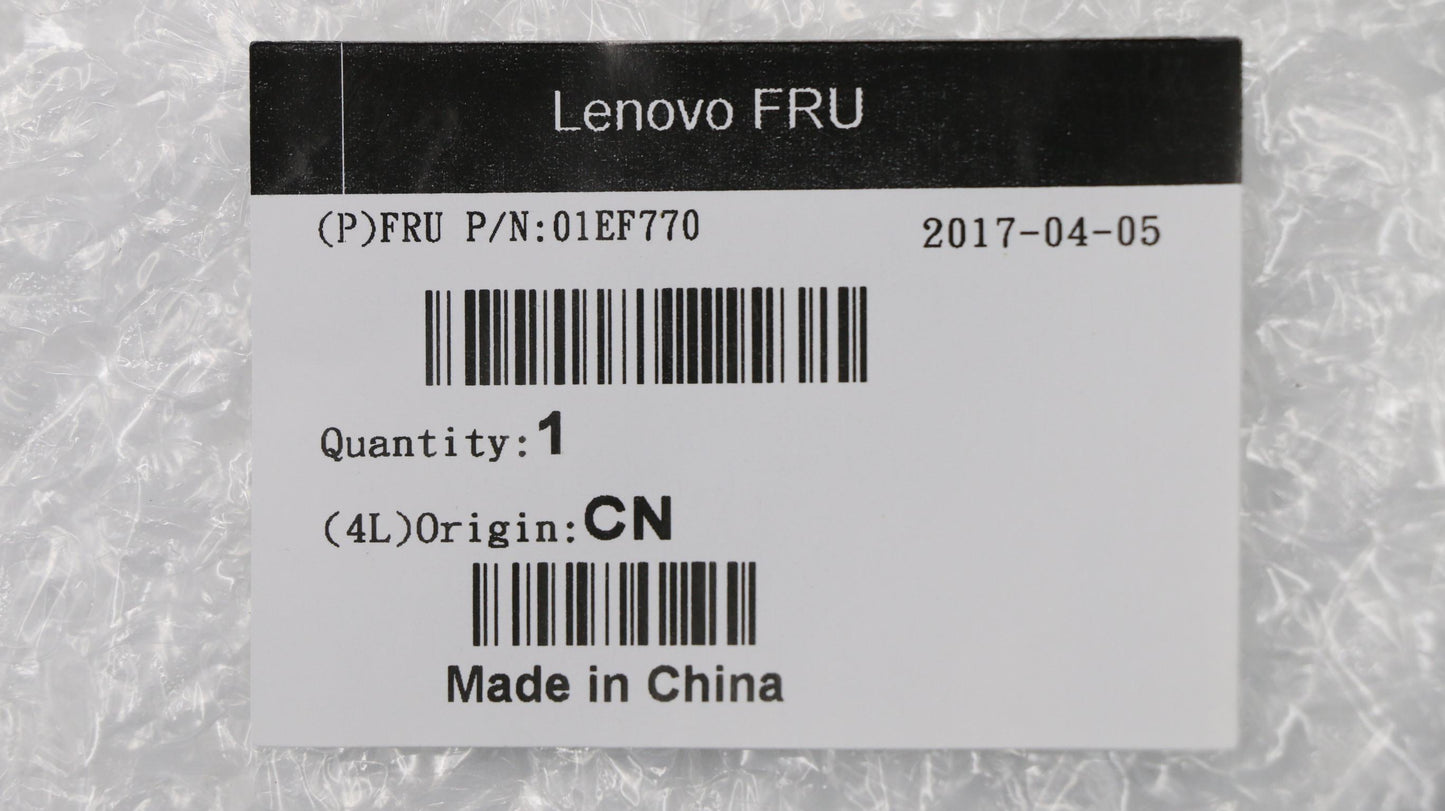 Lenovo FRU
(P)FRU P/N:01EF770 2017-04-05
Quantity:1
(4L)Origin:CN
Made in China